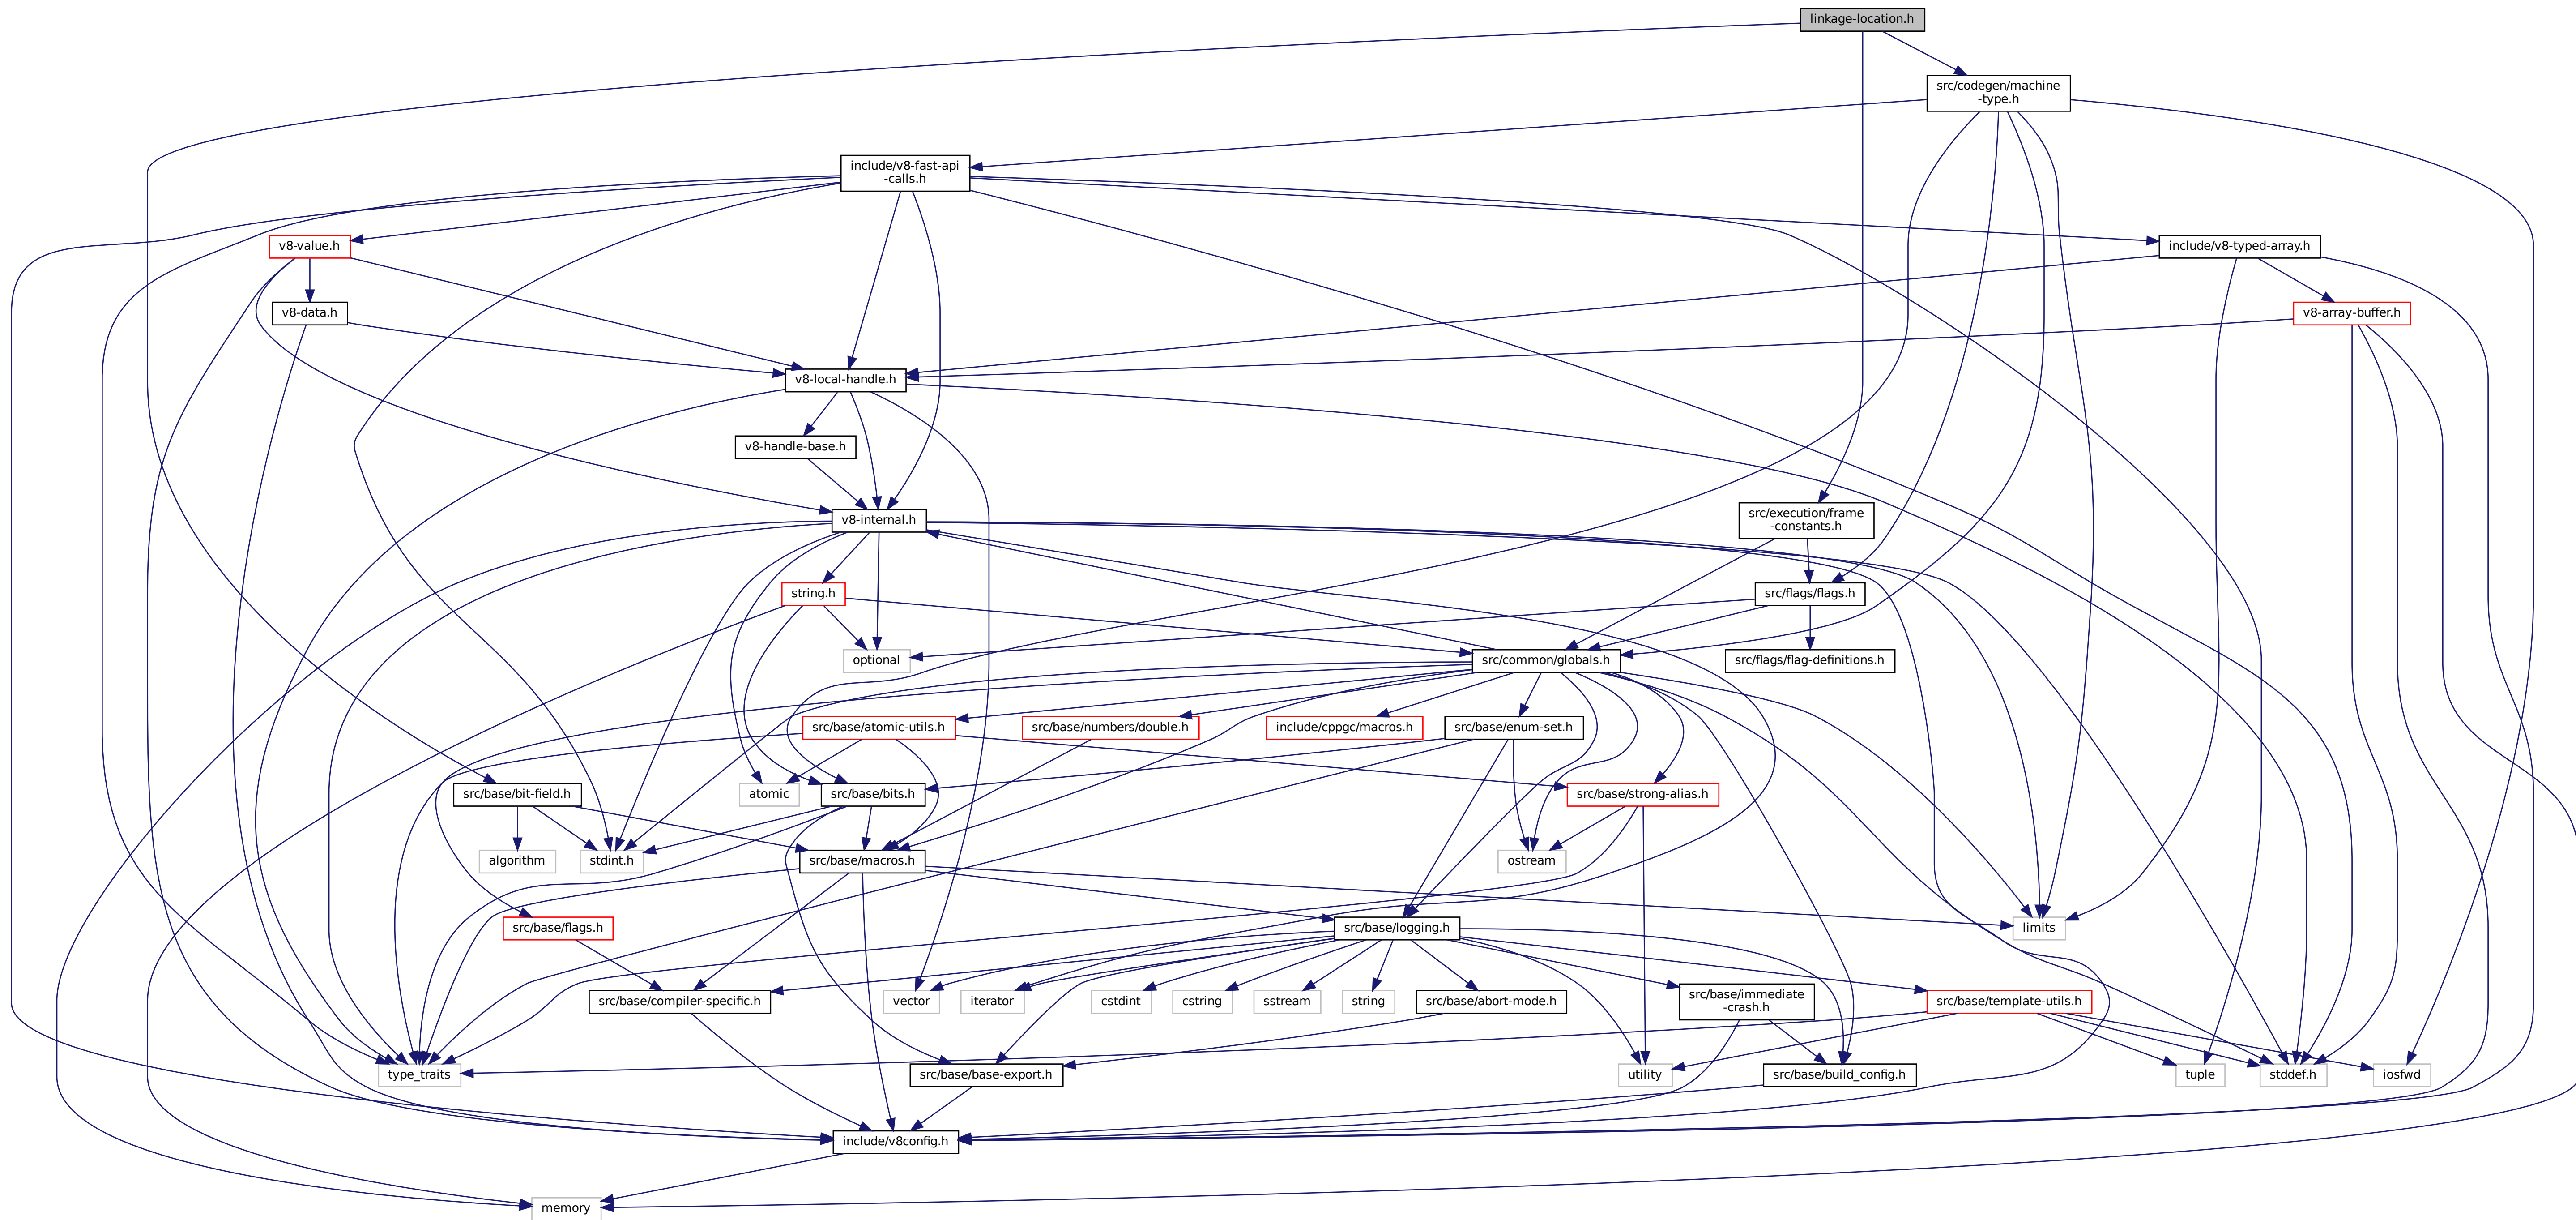 linkage-location.h
src/codegen/machine
-type.h
include/v8-fast-api
-calls.h
v8-value.h
include/v8-typed-array.h
v8-data.h
v8-array-buffer.h
v8-local-handle.h
v8-handle-base.h
v8-internal.h
src/execution/frame
-constants.h
string.h
src/flags/flags.h
optional
src/common/globals.h
src/flags/flag-definitions.h
src/base/atomic-utils.h
src/base/numbers/double.h
include/cppgc/macros.h
src/base/enum-set.h
src/base/bit-field.h
atomic
src/base/bits.h
src/base/strong-alias.h
algorithm
stdint.h
src/base/macros.h
ostream
src/base/flags.h
src/base/logging.h
limits
src/base/compiler-specific.h
vector
iterator
cstdint
cstring
sstream
string
src/base/abort-mode.h
src/base/immediate
-crash.h
src/base/template-utils.h
type_traits
src/base/base-export.h
utility
src/base/build_config.h
tuple
stddef.h
iosfwd
include/v8config.h
memory